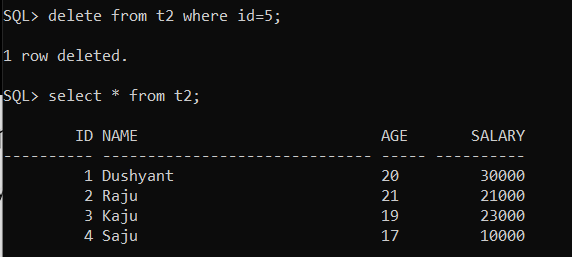 SQL> delete from t2 where id=5;
1 row deleted.
SQL> select * from t2;
ID NAME AGE SALARY
---------- ------------------------------ ----- ----------
1 Dushyant 20 30000
2 Raju 21 21000
3 Kaju 19 23000
4 Saju 17 10000